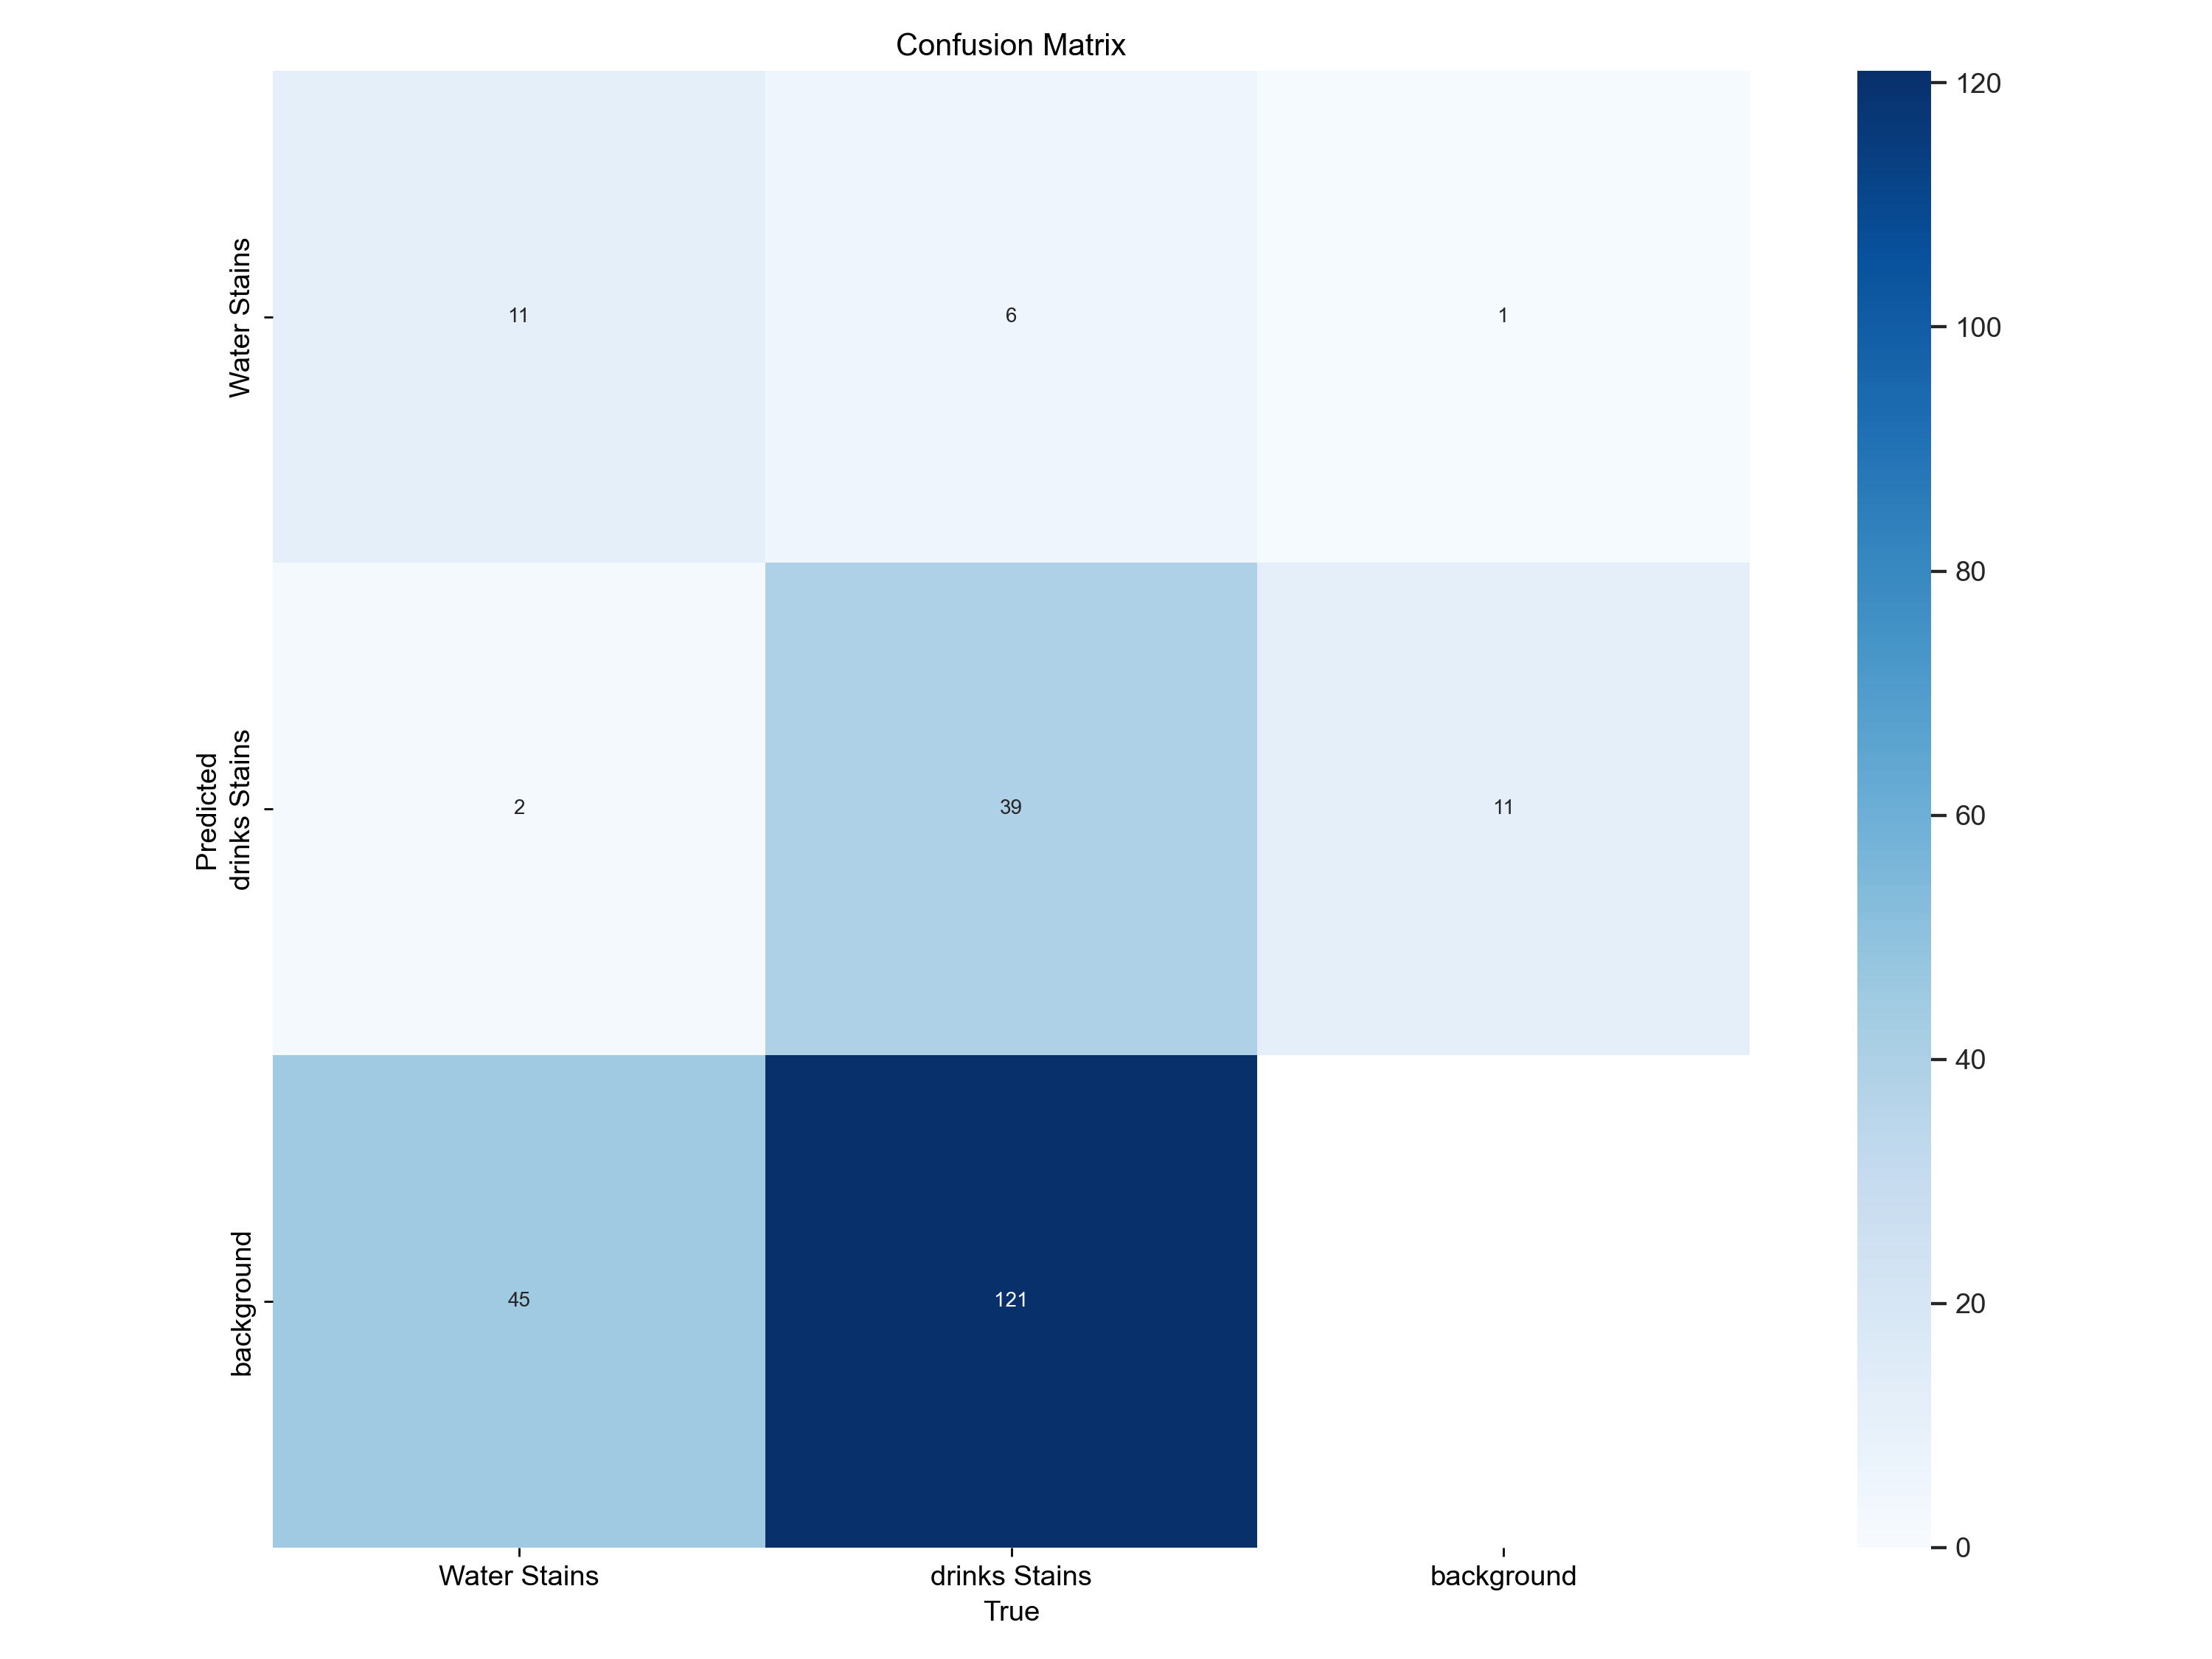 Confusion Matrix
Water Stains
11
6
1
Predicted
drinks Stains
2
39
11
background
45
121
Water Stains
drinks Stains
background
True
120
100
80
60
40
20
0